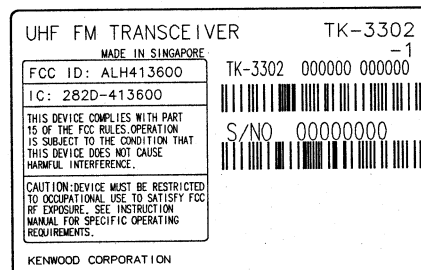 UHF FM TRANSCEIVER
TK-3302
-1
MADE IN SINGAPORE
FCC ID: ALH413600
IC: 282D-413600
THIS DEVICE COMPLIES WITH PART
15 OF THE FCC RULES.OPERATION
IS SUBJECT TO THE CONDITION THAT
THIS DEVICE DOES NOT CAUSE
HARMFUL INTERFERENCE.
CAUTION:DEVICE MUST BE RESTRICTED
TO OCCUPATIONAL USE TO SATISFY FCC
RF EXPOSURE. SEE INSTRUCTION
MANUAL FOR SPECIFIC OPERATING
REQUIREMENTS.
KENWOOD CORPORATION
TK-3302 000000 000000
S/NO 00000000